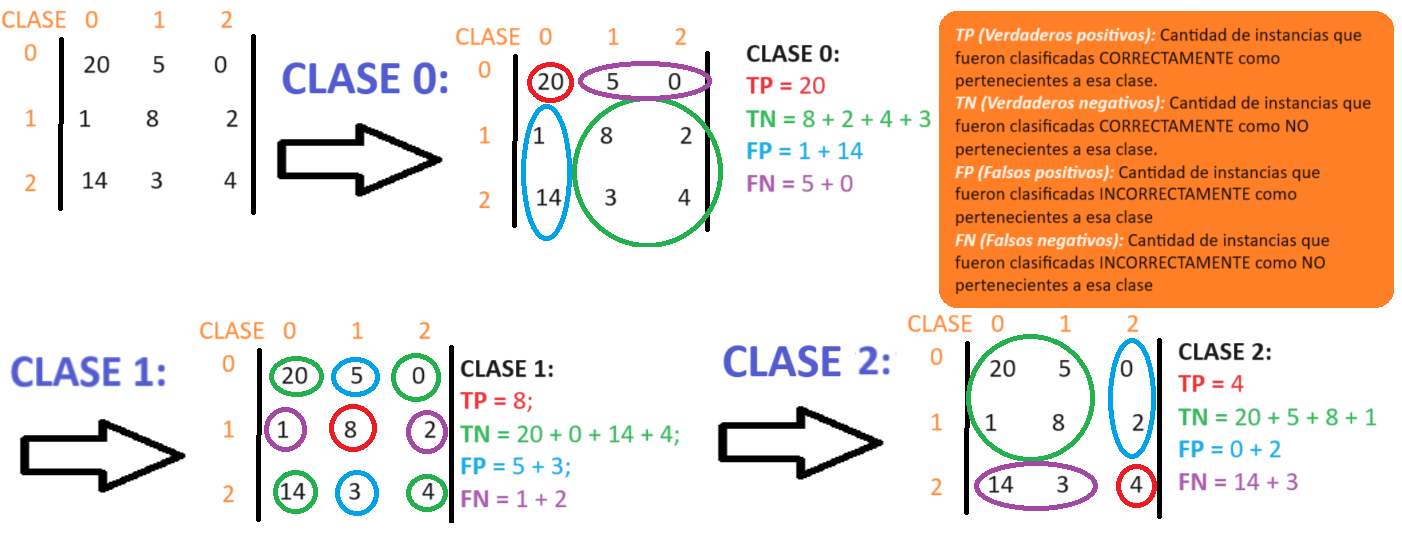 CLASE 0 1 2
0
20 5 0
1
1 8 2
2
14 3 4
CLASE 0:
CLASE 0 1 2
0
20 5 0
1
1 8 2
2
14 3 4
CLASE 0:
TP = 20
TN = 8 + 2 + 4 + 3
FP = 1 + 14
FN = 5 + 0
TP (Verdaderos positivos): Cantidad de instancias que
fueron clasificadas CORRECTAMENTE como
pertenecientes a esa clase.
TN (Verdaderos negativos): Cantidad de instancias que
fueron clasificadas CORRECTAMENTE como NO
pertenecientes a esa clase.
FP (Falsos positivos): Cantidad de instancias que
fueron clasificadas INCORRECTAMENTE como
pertenecientes a esa clase
FN (Falsos negativos): Cantidad de instancias que
fueron clasificadas INCORRECTAMENTE como NO
pertenecientes a esa clase
CLASE 1:
CLASE 0 1 2
0
20 5 0
1
1 8 2
2
14 3 4
CLASE 1:
TP = 8;
TN = 20 + 0 + 14 + 4;
FP = 5 + 3;
FN = 1 + 2
CLASE 2:
CLASE 0 1 2
0
20 5 0
1
1 8 2
2
14 3 4
CLASE 2:
TP = 4
TN = 20 + 5 + 8 + 1
FP = 0 + 2
FN = 14 + 3